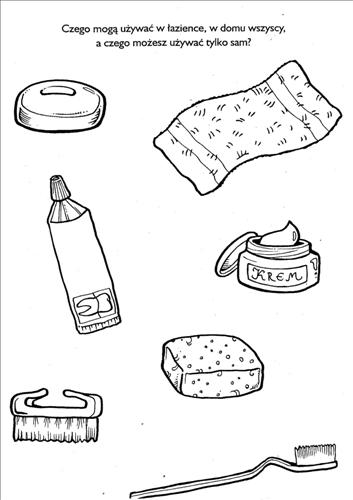 Czego mogą używać w łazience, w domu wszyscy,
a czego możesz używać tylko sam?
KREM